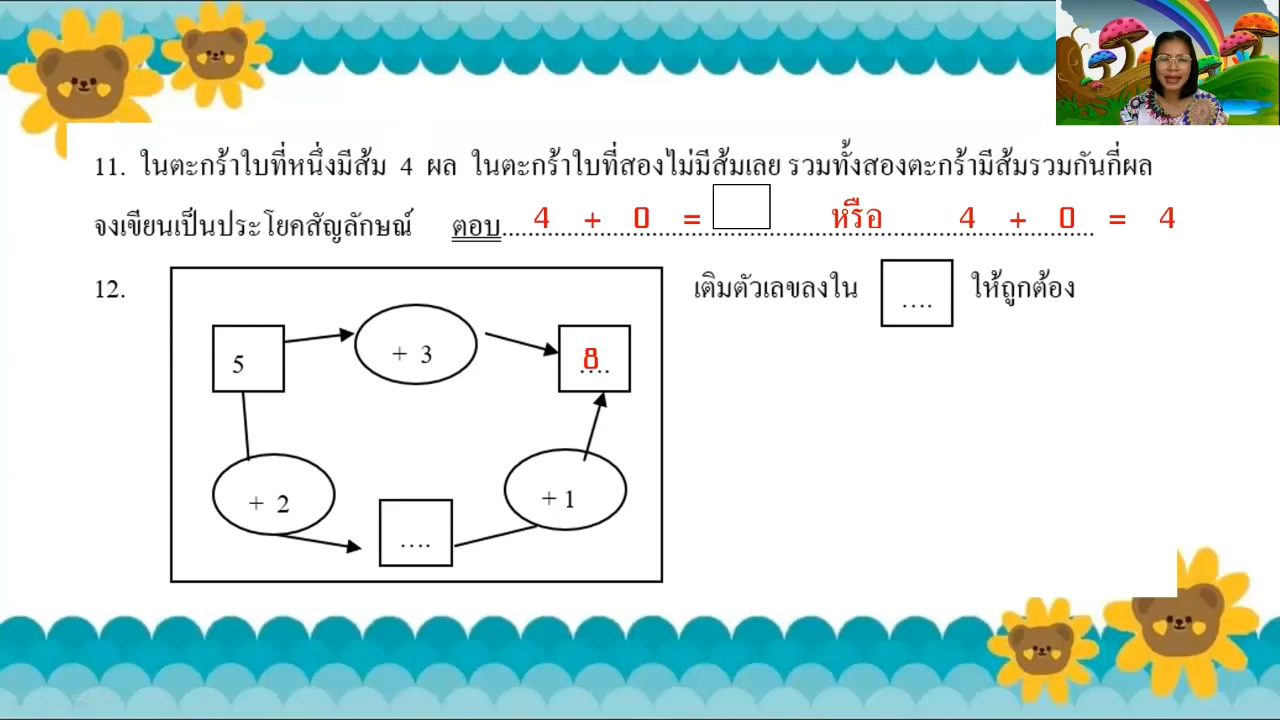 11. ในตะกร้าใบที่หนึ่งมีส้ม 4 ผล ในตะกร้าใบที่สองไม่มีส้มเลย รวมทั้งสองตะกร้ามีส้มรวมกันกี่ผล
จงเขียนเป็นประโยคสัญลักษณ์ ตอบ 4 + 0 = หรือ 4 + 0 = 4
12. เติมตัวเลขลงใน .... ให้ถูกต้อง
5 + 3 8 ....
+ 2 .... + 1